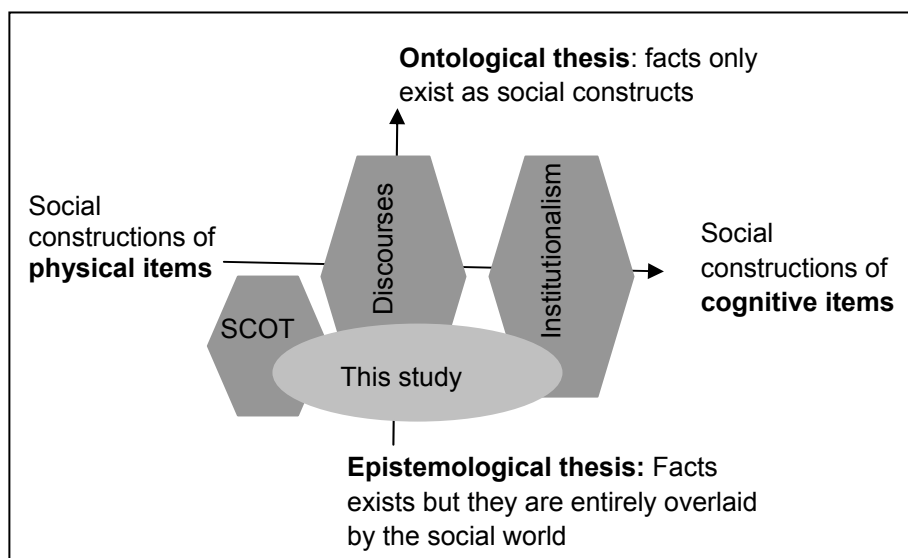 Ontological thesis: facts only
exist as social constructs
Social
constructions of
physical items
Discourses
Institutionalism
Social
constructions of
cognitive items
SCOT
This study
Epistemological thesis: Facts
exists but they are entirely overlaid
by the social world